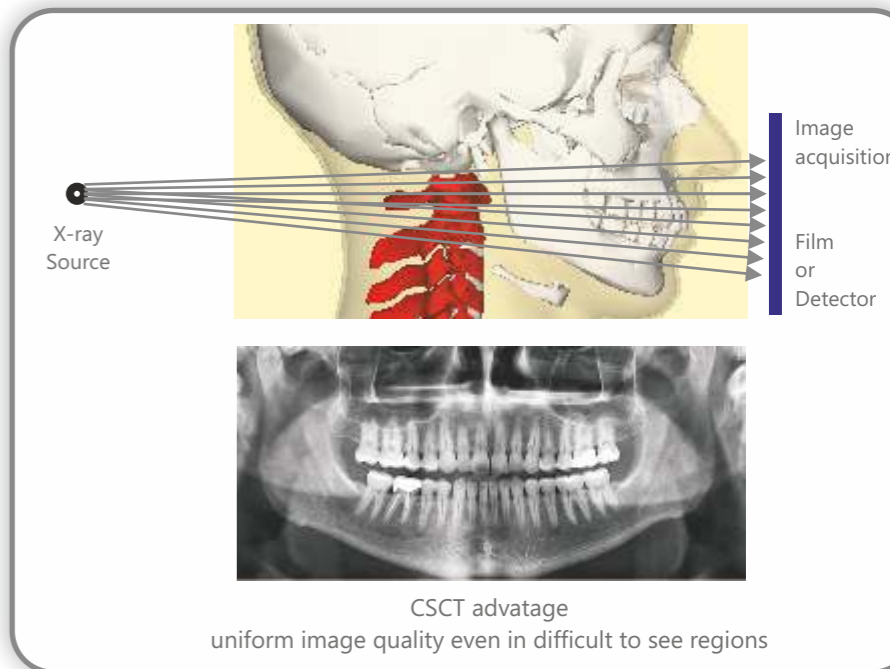 X-ray
Source
Image
acquisition
Film
or
Detector
CSCT advatage
uniform image quality even in difficult to see regions